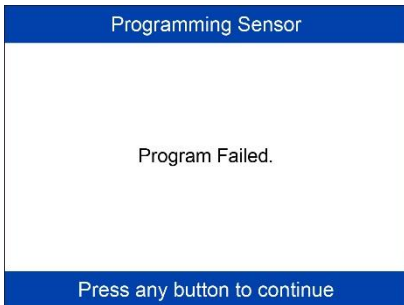 Programming Sensor
Program Failed.
Press any button to continue